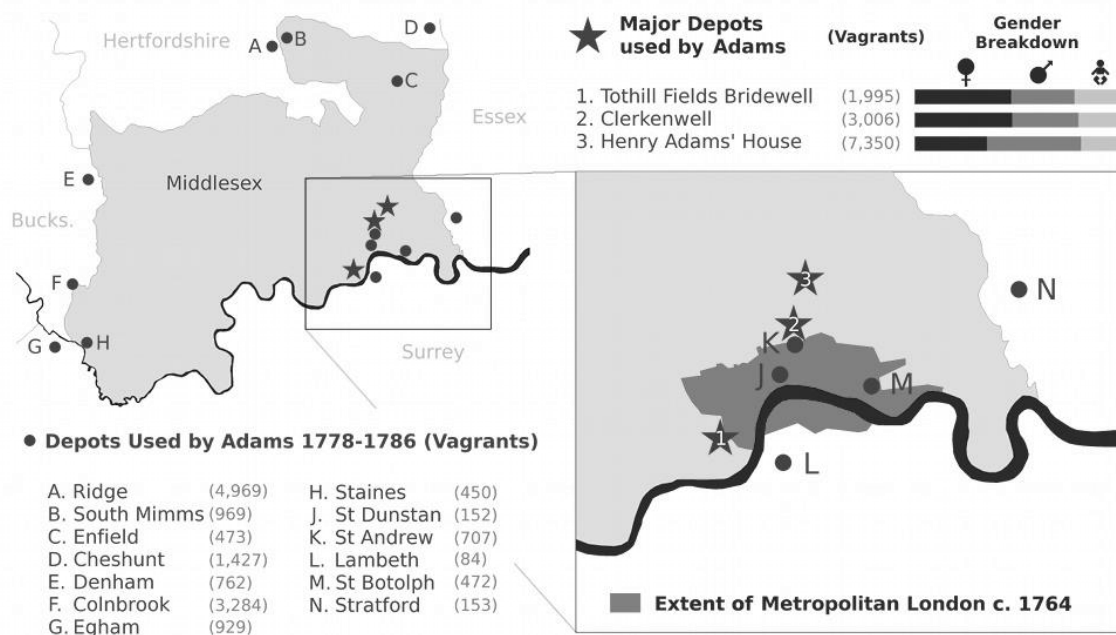 Hertfordshire
A
B
D
C
Essex
E
Middlesex
Bucks.
F
G
H
Surrey
Major Depots
used by Adams
(Vagrants)
Gender
Breakdown
1. Tothill Fields Bridewell (1,995)
2. Clerkenwell (3,006)
3. Henry Adams' House (7,350)
3
N
2
K
J
M
1
L
Extent of Metropolitan London c. 1764
Depots Used by Adams 1778-1786 (Vagrants)
A. Ridge (4,969)
B. South Mimms (969)
C. Enfield (473)
D. Cheshunt (1,427)
E. Denham (762)
F. Colnbrook (3,284)
G. Egham (929)
H. Staines (450)
J. St Dunstan (152)
K. St Andrew (707)
L. Lambeth (84)
M. St Botolph (472)
N. Stratford (153)